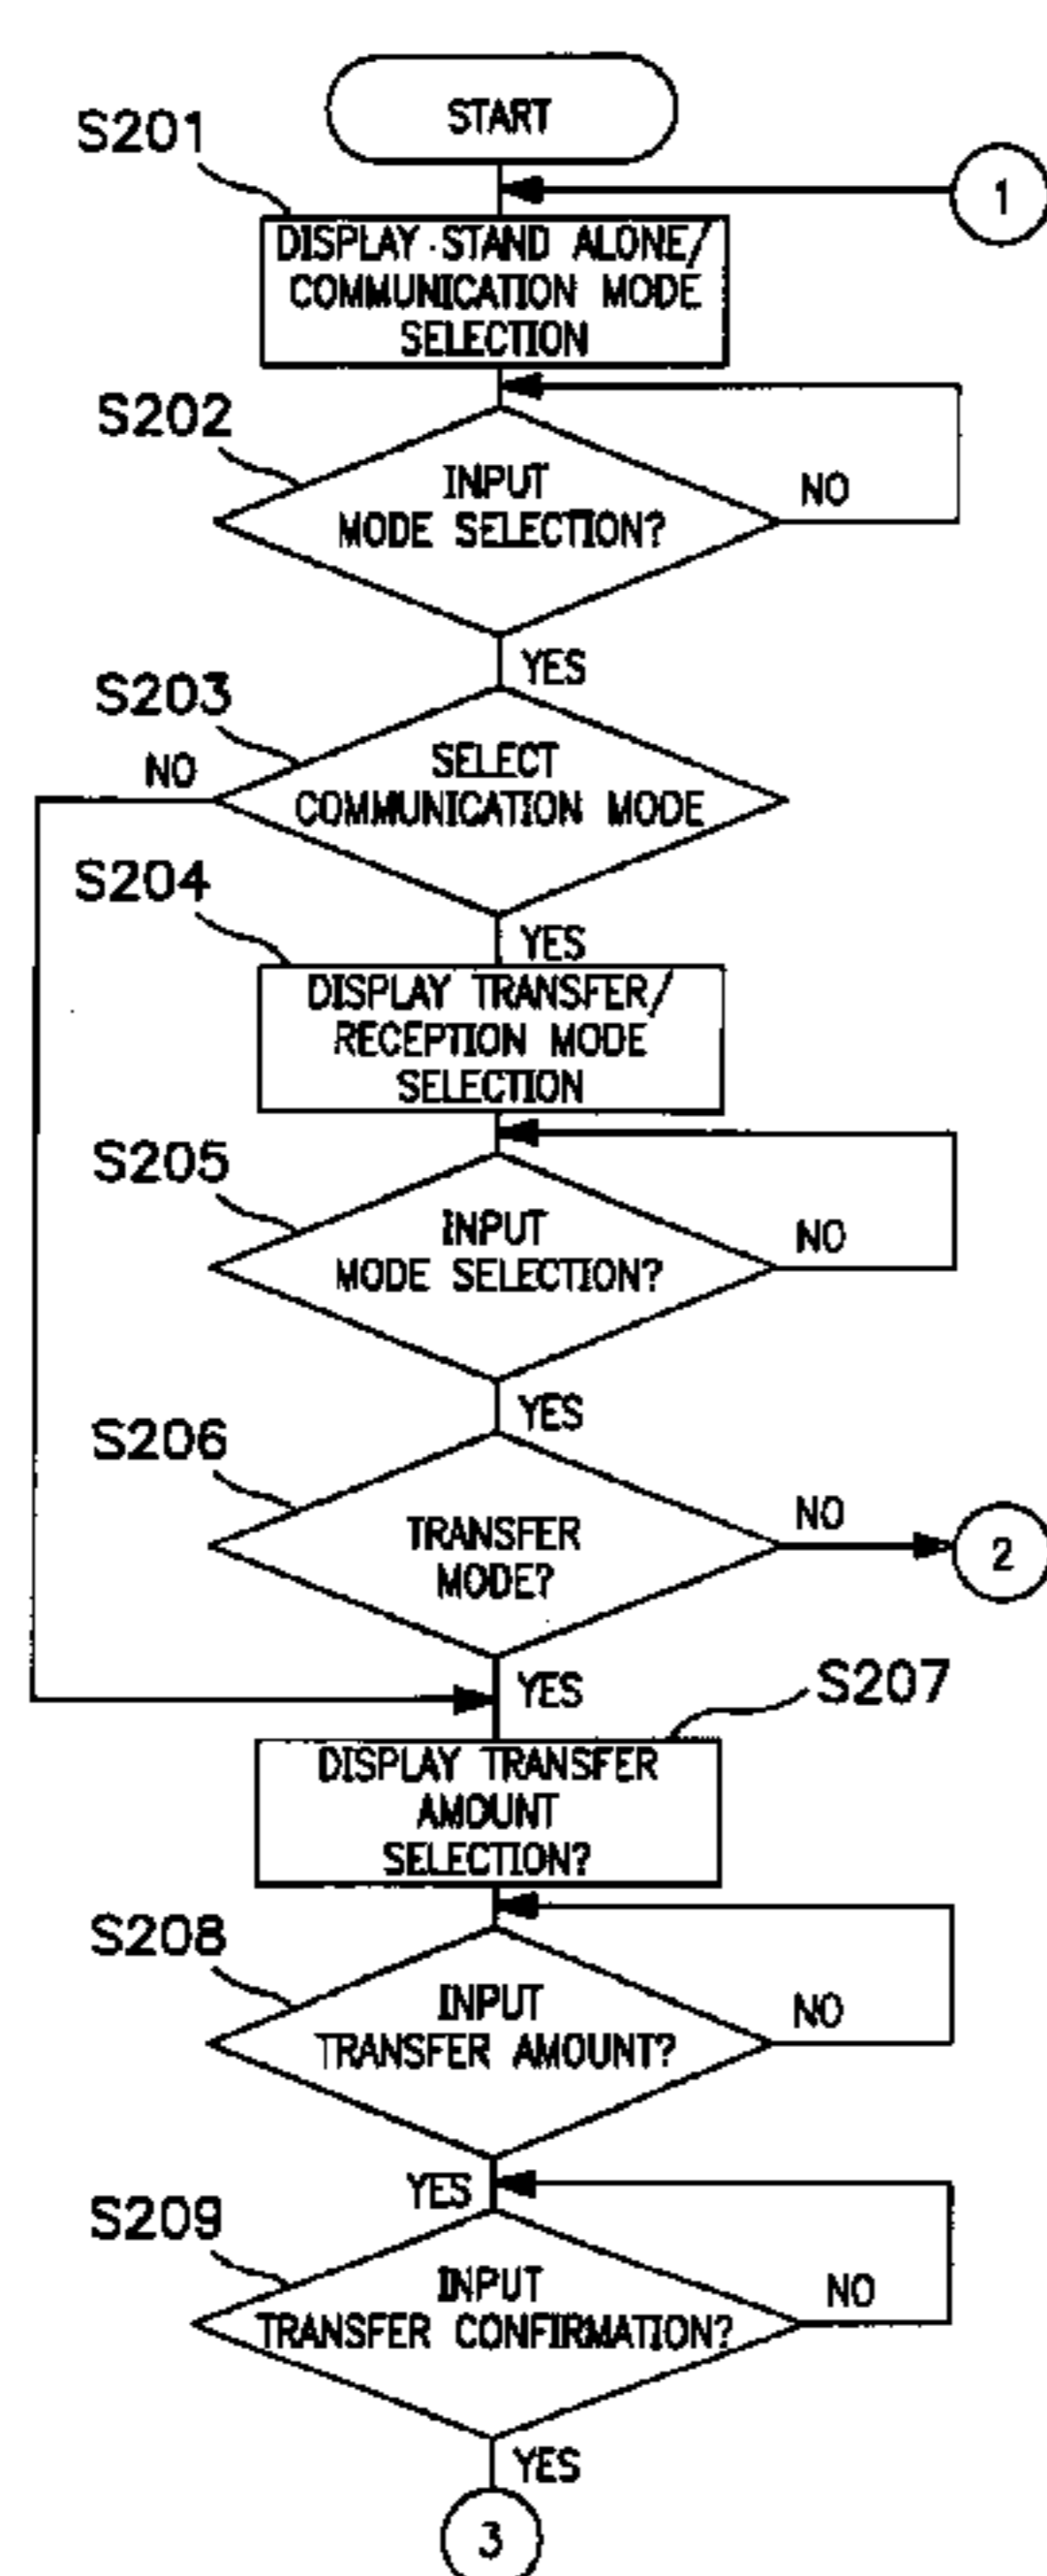 START
S201
1
DISPLAY STAND ALONE/
COMMUNICATION MODE
SELECTION
S202
INPUT
MODE SELECTION?
NO
YES
S203
NO
SELECT
COMMUNICATION MODE
S204
YES
DISPLAY TRANSFER/
RECEPTION MODE
SELECTION
S205
INPUT
MODE SELECTION?
NO
YES
S206
TRANSFER
MODE?
NO
2
YES
S207
DISPLAY TRANSFER
AMOUNT
SELECTION?
S208
INPUT
TRANSFER AMOUNT?
NO
YES
S209
INPUT
TRANSFER CONFIRMATION?
NO
YES
3